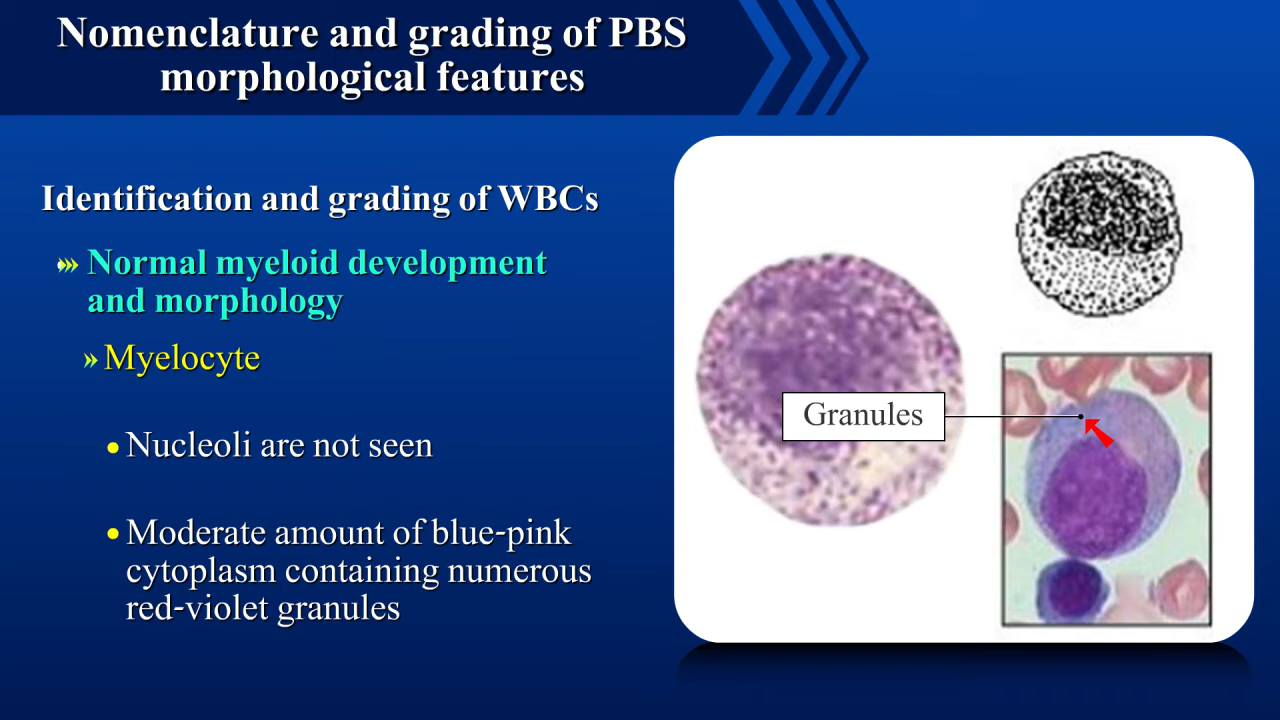 Nomenclature and grading of PBS
morphological features
Identification and grading of WBCs
Normal myeloid development
and morphology
» Myelocyte
• Nucleoli are not seen
• Moderate amount of blue-pink
cytoplasm containing numerous
red-violet granules
Granules